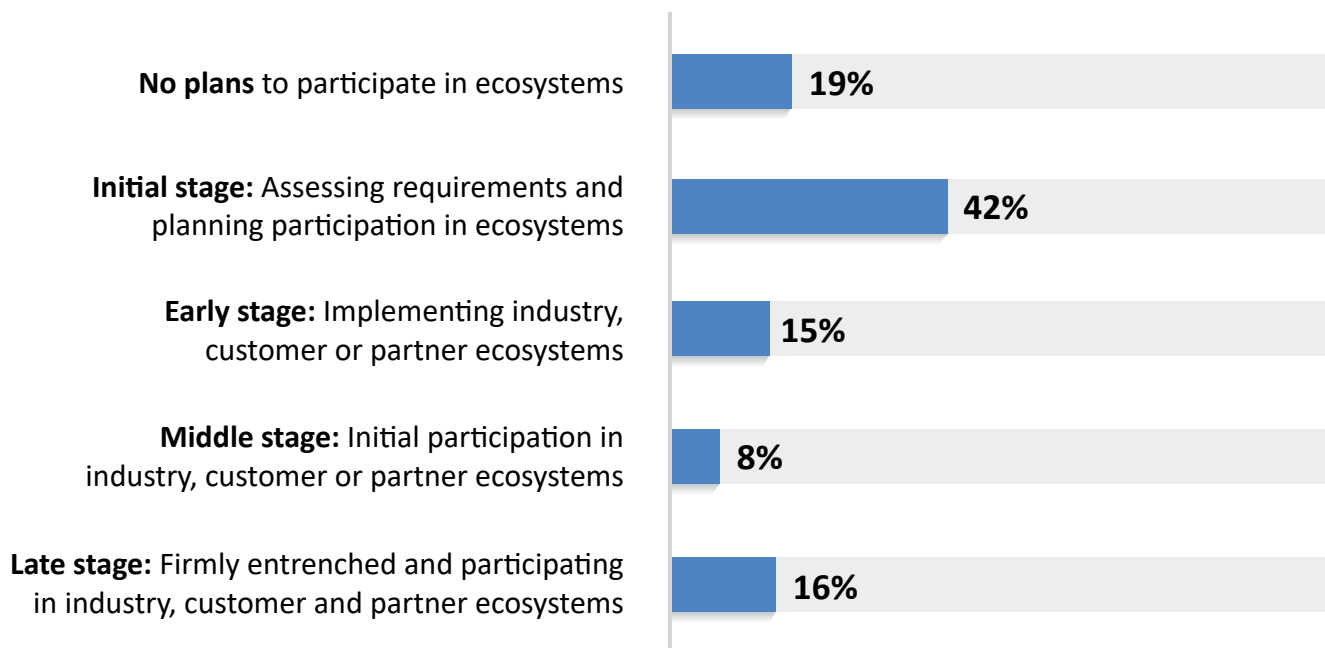 No plans to participate in ecosystems
19%
Initial stage: Assessing requirements and
planning participation in ecosystems
42%
Early stage: Implementing industry,
customer or partner ecosystems
15%
Middle stage: Initial participation in
industry, customer or partner ecosystems
8%
Late stage: Firmly entrenched and participating
in industry, customer and partner ecosystems
16%